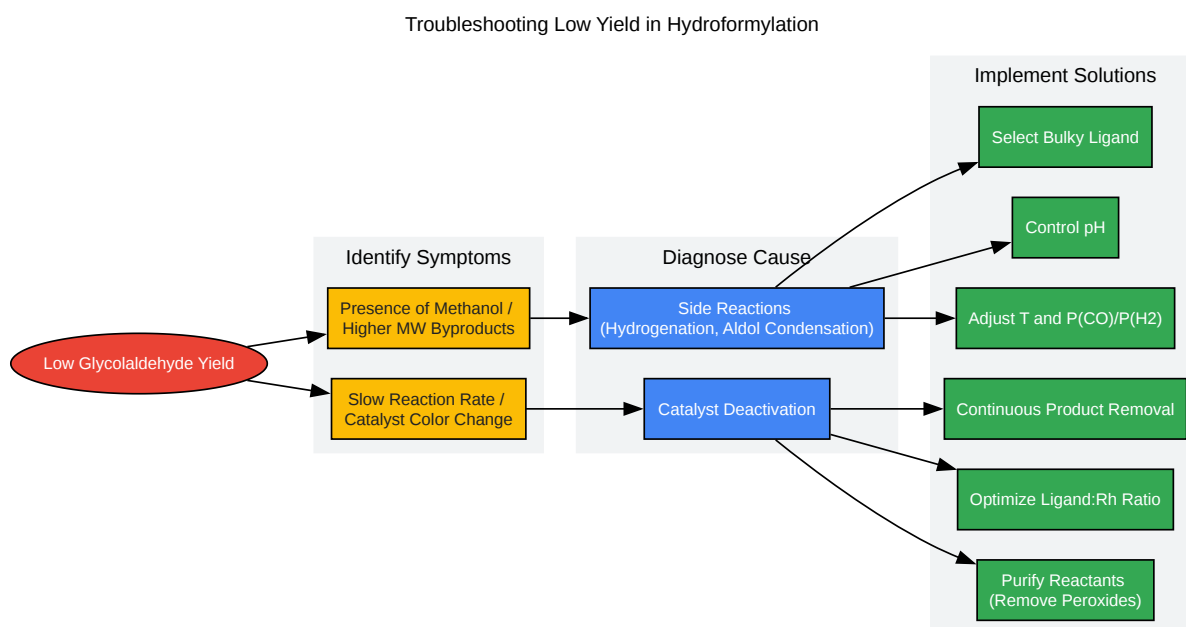 Troubleshooting Low Yield in Hydroformylation
Low Glycolaldehyde Yield
Identify Symptoms
Presence of Methanol /
Higher MW Byproducts
Slow Reaction Rate /
Catalyst Color Change
Diagnose Cause
Side Reactions
(Hydrogenation, Aldol Condensation)
Catalyst Deactivation
Implement Solutions
Select Bulky Ligand
Control pH
Adjust T and P(CO)/P(H2)
Continuous Product Removal
Optimize Ligand:Rh Ratio
Purify Reactants
(Remove Peroxides)